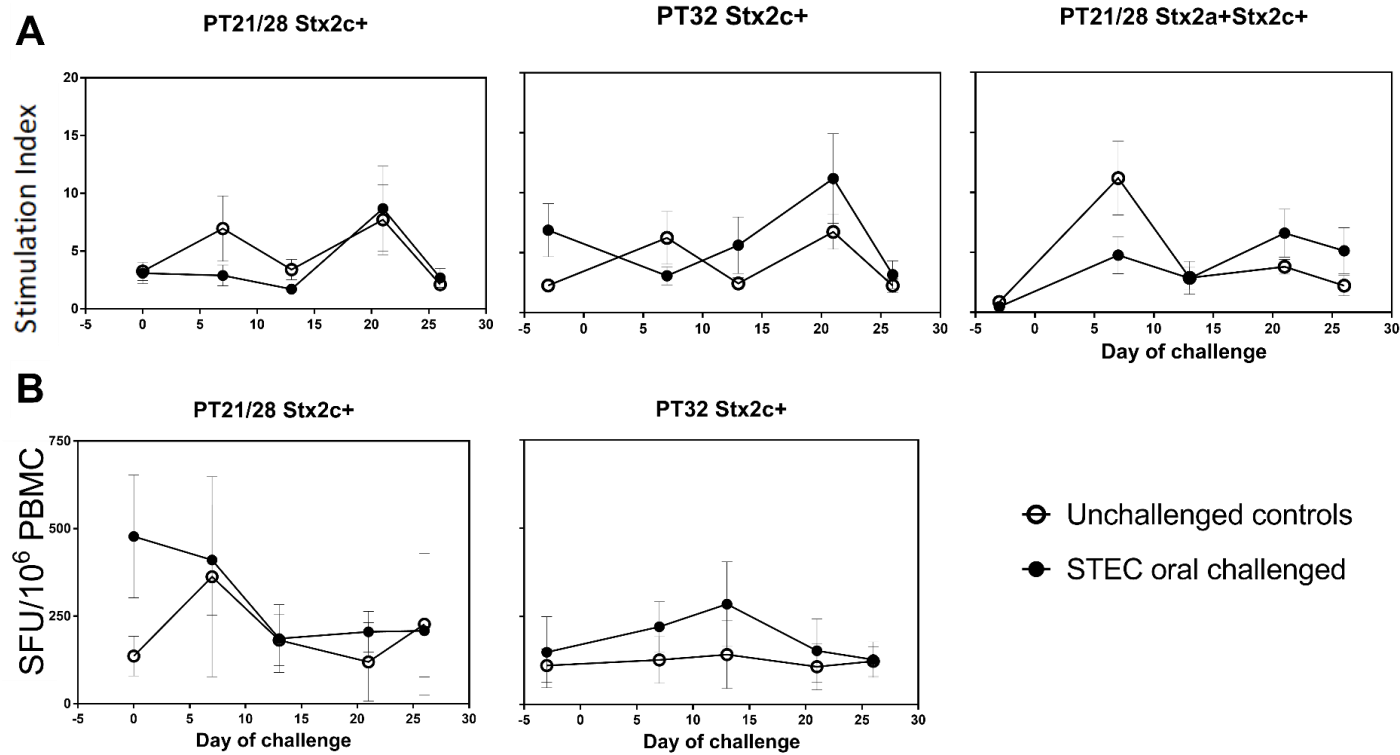 A
PT21/28 Stx2c+
PT32 Stx2c+
PT21/28 Stx2a+Stx2c+
Stimulation Index
20
15
10
5
0
-5 0 5 10 15 20 25 30
-5 0 5 10 15 20 25 30
-5 0 5 10 15 20 25 30
Day of challenge
B
PT21/28 Stx2c+
PT32 Stx2c+
SFU/10⁶ PBMC
750
500
250
0
-5 0 5 10 15 20 25 30
-5 0 5 10 15 20 25 30
Day of challenge
Day of challenge
Unchallenged controls
STEC oral challenged